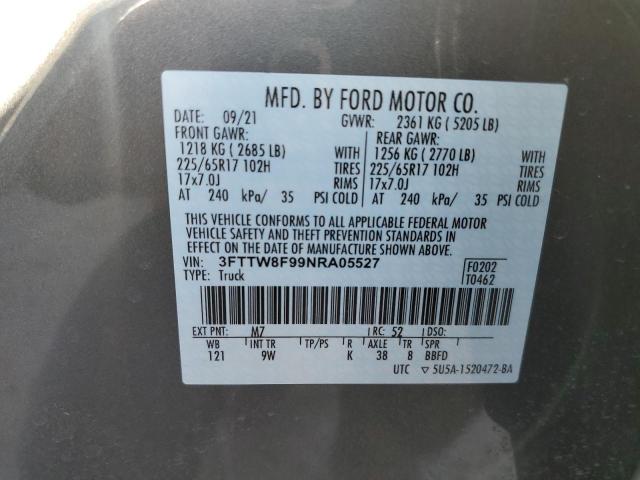 MFD. BY FORD MOTOR CO.
DATE: 09/21 GVWR: 2361 KG ( 5205 LB)
FRONT GAWR: REAR GAWR:
1218 KG ( 2685 LB) WITH 1256 KG ( 2770 LB) WITH
225/65R17 102H TIRES 225/65R17 102H TIRES
17x7.0J RIMS 17x7.0J RIMS
AT 240 kPa/ 35 PSI COLD AT 240 kPa/ 35 PSI COLD
THIS VEHICLE CONFORMS TO ALL APPLICABLE FEDERAL MOTOR
VEHICLE SAFETY AND THEFT PREVENTION STANDARDS IN
EFFECT ON THE DATE OF MANUFACTURE SHOWN ABOVE.
VIN: 3FTTW8F99NRA05527 F0202
TYPE: Truck T0462
EXT PNT: M7 RC: 52 DSO:
WB INT TR TP/PS R AXLE TR SPR
121 9W K 38 8 BBFD
UTC ▽ 5U5A-1520472-BA